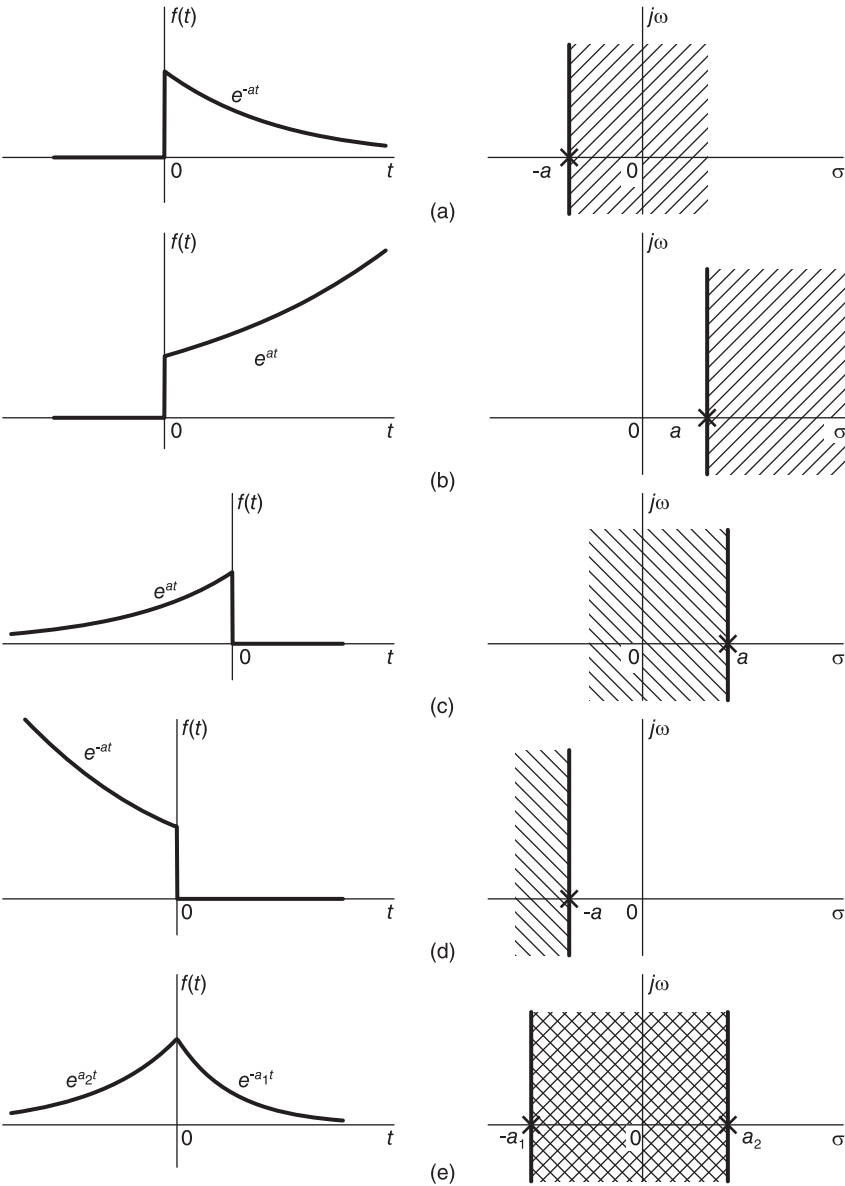 f(t) jω
e^-at
0 t -a 0 σ
(a)
f(t) jω
e^at
0 t 0 a σ
(b)
f(t) jω
e^at
0 t 0 a σ
(c)
f(t) jω
e^-at
0 t -a 0 σ
(d)
f(t) jω
e^a₂t e^-a₁t
0 t -a₁ 0 a₂ σ
(e)